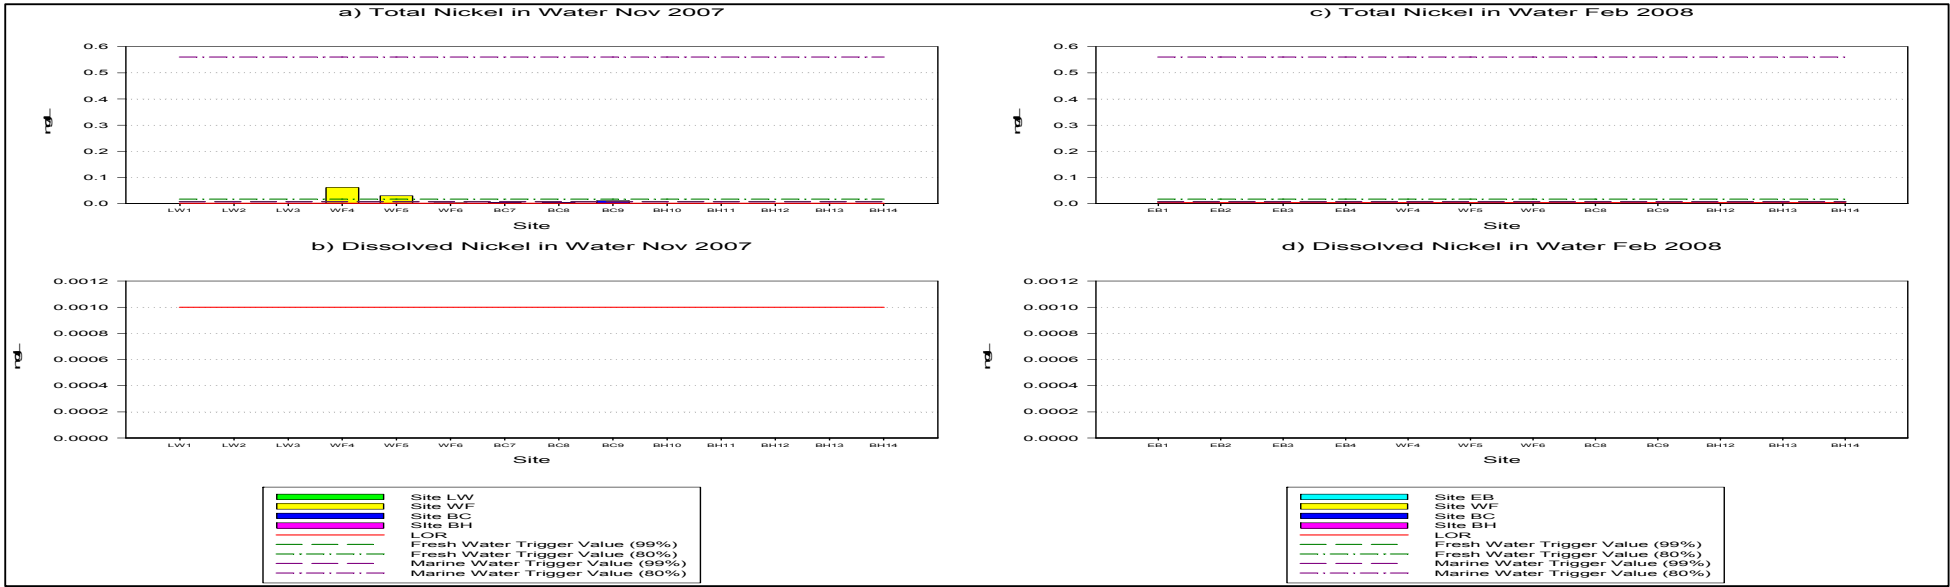 a) Total Nickel in Water Nov 2007
0.6
0.5
0.4
0.3
0.2
0.1
0.0
LW1 LW2 LW3 WF4 WF5 WF6 BC7 BC8 BC9 BH10 BH11 BH12 BH13 BH14
Site
b) Dissolved Nickel in Water Nov 2007
0.0012
0.0010
0.0008
0.0006
0.0004
0.0002
0.0000
LW1 LW2 LW3 WF4 WF5 WF6 BC7 BC8 BC9 BH10 BH11 BH12 BH13 BH14
Site
Site LW
Site WF
Site BC
SIte BH
LOR
Fresh Water Trigger Value (99%)
Fresh Water Trigger Value (80%)
Marine Water Trigger Value (99%)
Marine Water Trigger Value (80%)
c) Total Nickel in Water Feb 2008
0.6
0.5
0.4
0.3
0.2
0.1
0.0
EB1 EB2 EB3 EB4 WF4 WF5 WF6 BC8 BC9 BH12 BH13 BH14
Site
d) Dissolved Nickel in Water Feb 2008
0.0012
0.0010
0.0008
0.0006
0.0004
0.0002
0.0000
EB1 EB2 EB3 EB4 WF4 WF5 WF6 BC8 BC9 BH12 BH13 BH14
Site
Site EB
Site WF
Site BC
SIte BH
LOR
Fresh Water Trigger Value (99%)
Fresh Water Trigger Value (80%)
Marine Water Trigger Value (99%)
Marine Water Trigger Value (80%)